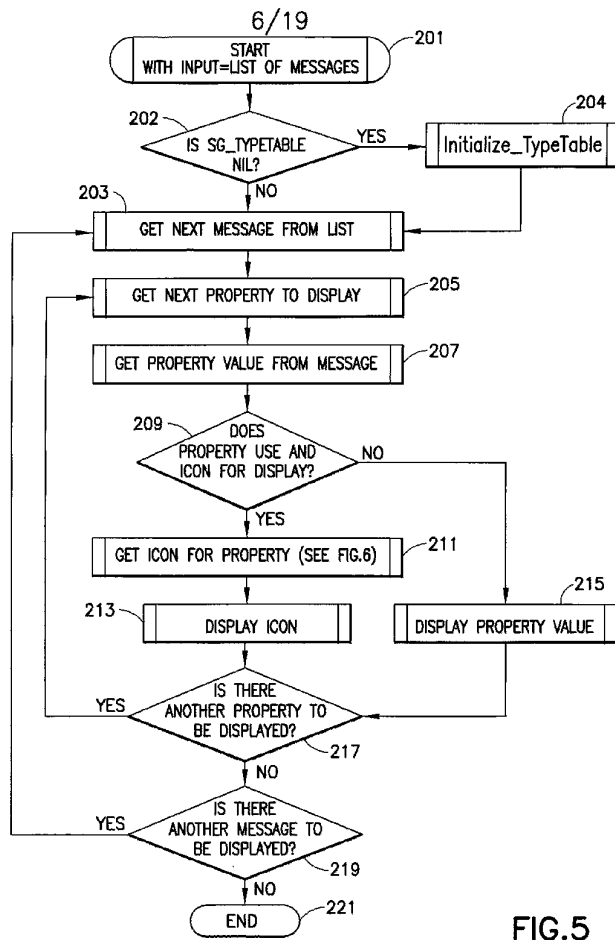 6/19
START
WITH INPUT=LIST OF MESSAGES
201
202
IS SG_TYPETABLE
NIL?
YES
204
Initialize_TypeTable
NO
203
GET NEXT MESSAGE FROM LIST
GET NEXT PROPERTY TO DISPLAY
205
GET PROPERTY VALUE FROM MESSAGE
207
209
DOES
PROPERTY USE AND
ICON FOR DISPLAY?
NO
YES
GET ICON FOR PROPERTY (SEE FIG.6)
211
213
DISPLAY ICON
215
DISPLAY PROPERTY VALUE
YES
IS THERE
ANOTHER PROPERTY TO
BE DISPLAYED?
217
NO
YES
IS THERE
ANOTHER MESSAGE TO
BE DISPLAYED?
219
NO
END
221
FIG.5